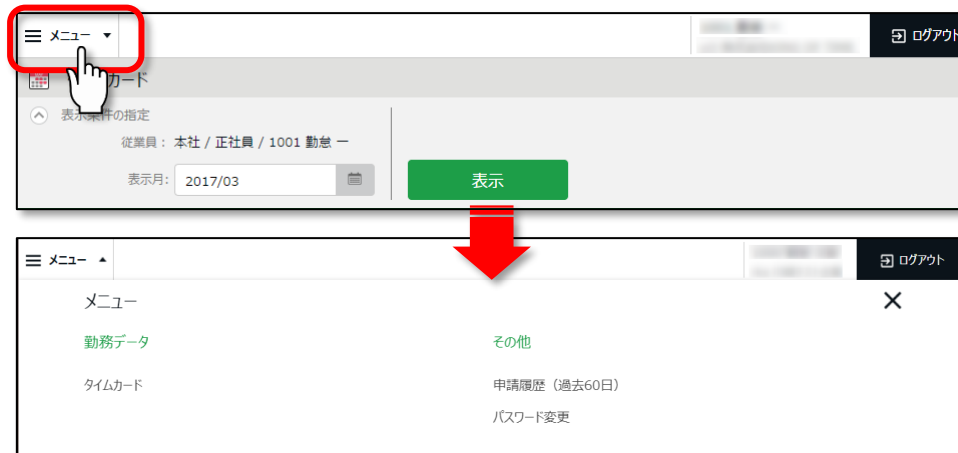 メニュー
ログアウト
カード
表示条件の指定
従業員： 本社 / 正社員 / 1001 勤怠 一
表示月: 2017/03
表示
メニュー
ログアウト
メニュー
勤務データ
その他
タイムカード
申請履歴（過去60日）
パスワード変更